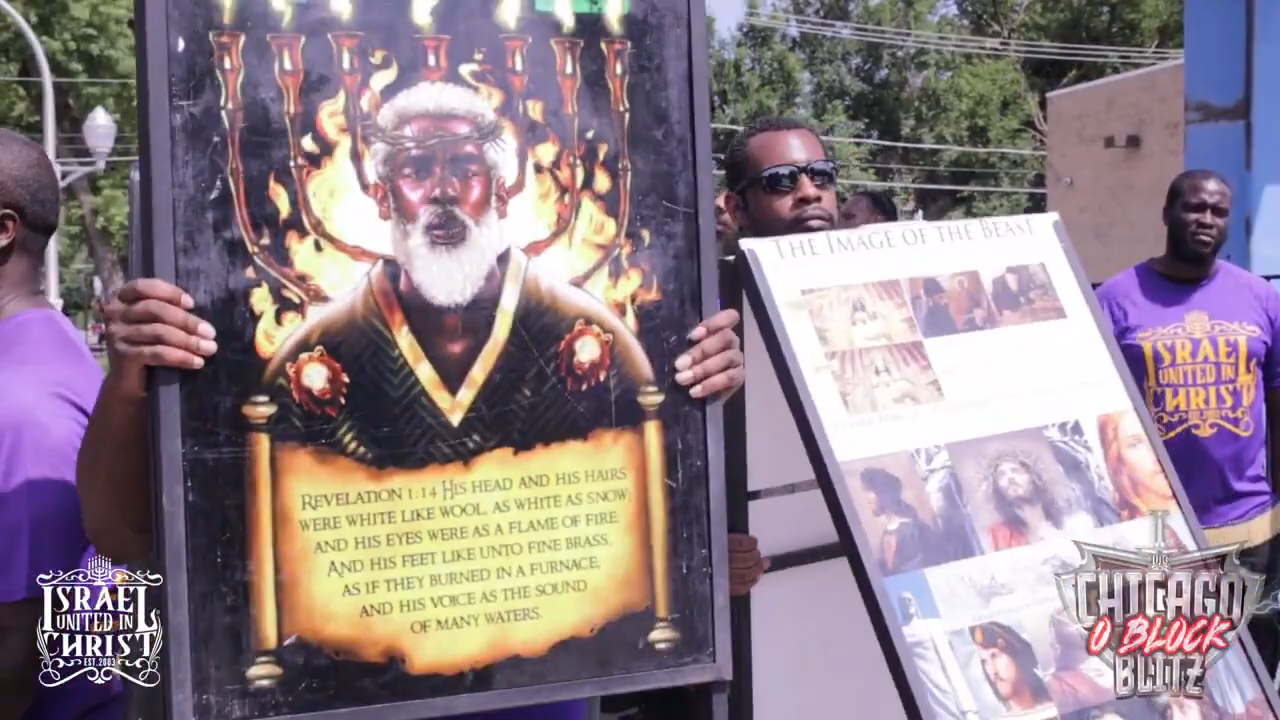 THE IMAGE OF THE BEAST
ISRAEL
UNITED IN
CHRIST
EST. 2003
REVELATION 1:14 HIS HEAD AND HIS HAIRS
WERE WHITE LIKE WOOL, AS WHITE AS SNOW;
AND HIS EYES WERE AS A FLAME OF FIRE.
AND HIS FEET LIKE UNTO FINE BRASS,
AS IF THEY BURNED IN A FURNACE,
AND HIS VOICE AS THE SOUND
OF MANY WATERS.
ISRAEL
UNITED IN
CHRIST
EST. 2003
IUIC
CHICAGO
O BLOCK
BLITZ